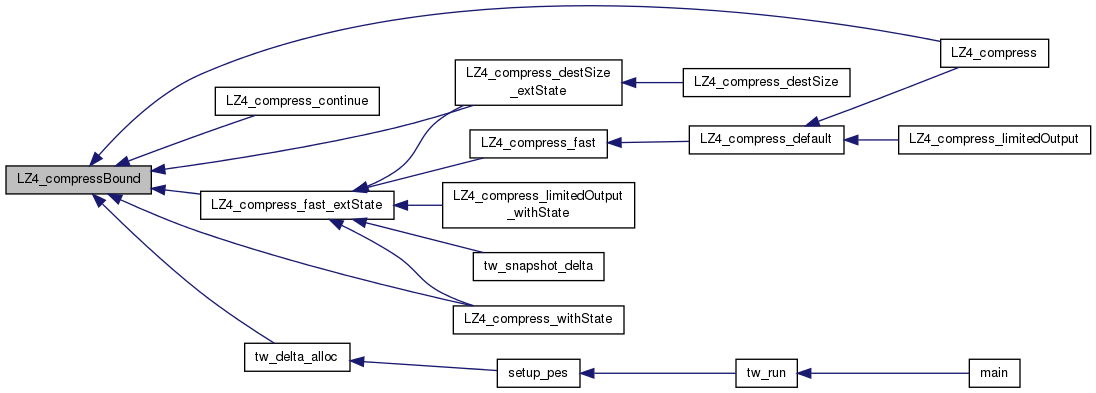 LZ4_compress
LZ4_compress_destSize
_extState
LZ4_compress_destSize
LZ4_compress_continue
LZ4_compress_fast
LZ4_compress_default
LZ4_compress_limitedOutput
LZ4_compressBound
LZ4_compress_fast_extState
LZ4_compress_limitedOutput
_withState
tw_snapshot_delta
LZ4_compress_withState
tw_delta_alloc
setup_pes
tw_run
main